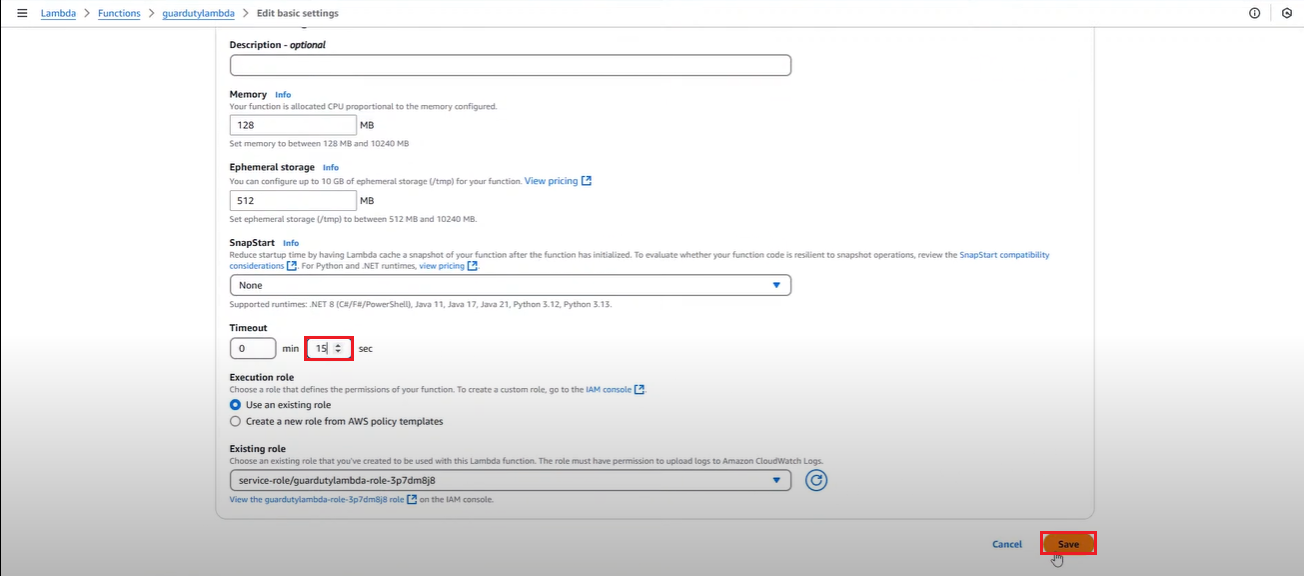 Lambda > Functions > guardutylambda > Edit basic settings
Description - optional
Memory Info
Your function is allocated CPU proportional to the memory configured.
128 MB
Set memory to between 128 MB and 10240 MB
Ephemeral storage Info
You can configure up to 10 GB of ephemeral storage (/tmp) for your function. View pricing
512 MB
Set ephemeral storage (/tmp) to between 512 MB and 10240 MB.
SnapStart Info
Reduce startup time by having Lambda cache a snapshot of your function after the function has initialized. To evaluate whether your function code is resilient to snapshot operations, review the SnapStart compatibility
considerations. For Python and .NET runtimes, view pricing.
None
Supported runtimes: .NET 8 (C#/F#/PowerShell), Java 11, Java 17, Java 21, Python 3.12, Python 3.13.
Timeout
0 min 15 sec
Execution role
Choose a role that defines the permissions of your function. To create a custom role, go to the IAM console.
Use an existing role
Create a new role from AWS policy templates
Existing role
Choose an existing role that you've created to be used with this Lambda function. The role must have permission to upload logs to Amazon CloudWatch Logs.
service-role/guardutylambda-role-3p7dm8j8
View the guardutylambda-role-3p7dm8j8 role on the IAM console.
Cancel Save